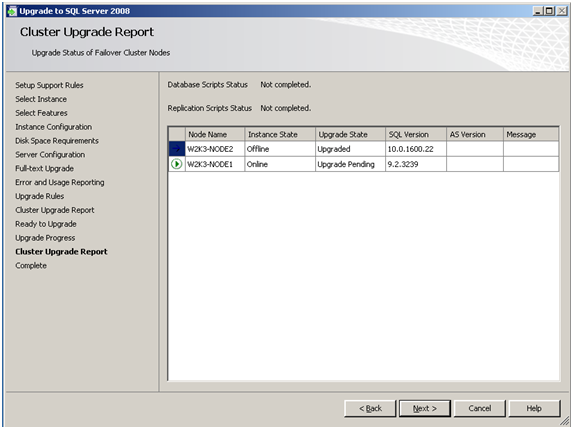 Upgrade to SQL Server 2008
Cluster Upgrade Report
Upgrade Status of Failover Cluster Nodes
Setup Support Rules
Select Instance
Select Features
Instance Configuration
Disk Space Requirements
Server Configuration
Full-text Upgrade
Error and Usage Reporting
Upgrade Rules
Cluster Upgrade Report
Ready to Upgrade
Upgrade Progress
Cluster Upgrade Report
Complete
Database Scripts Status Not completed.
Replication Scripts Status Not completed.
Node Name Instance State Upgrade State SQL Version AS Version Message
W2K3-NODE2 Offline Upgraded 10.0.1600.22
W2K3-NODE1 Online Upgrade Pending 9.2.3239
< Back Next > Cancel Help